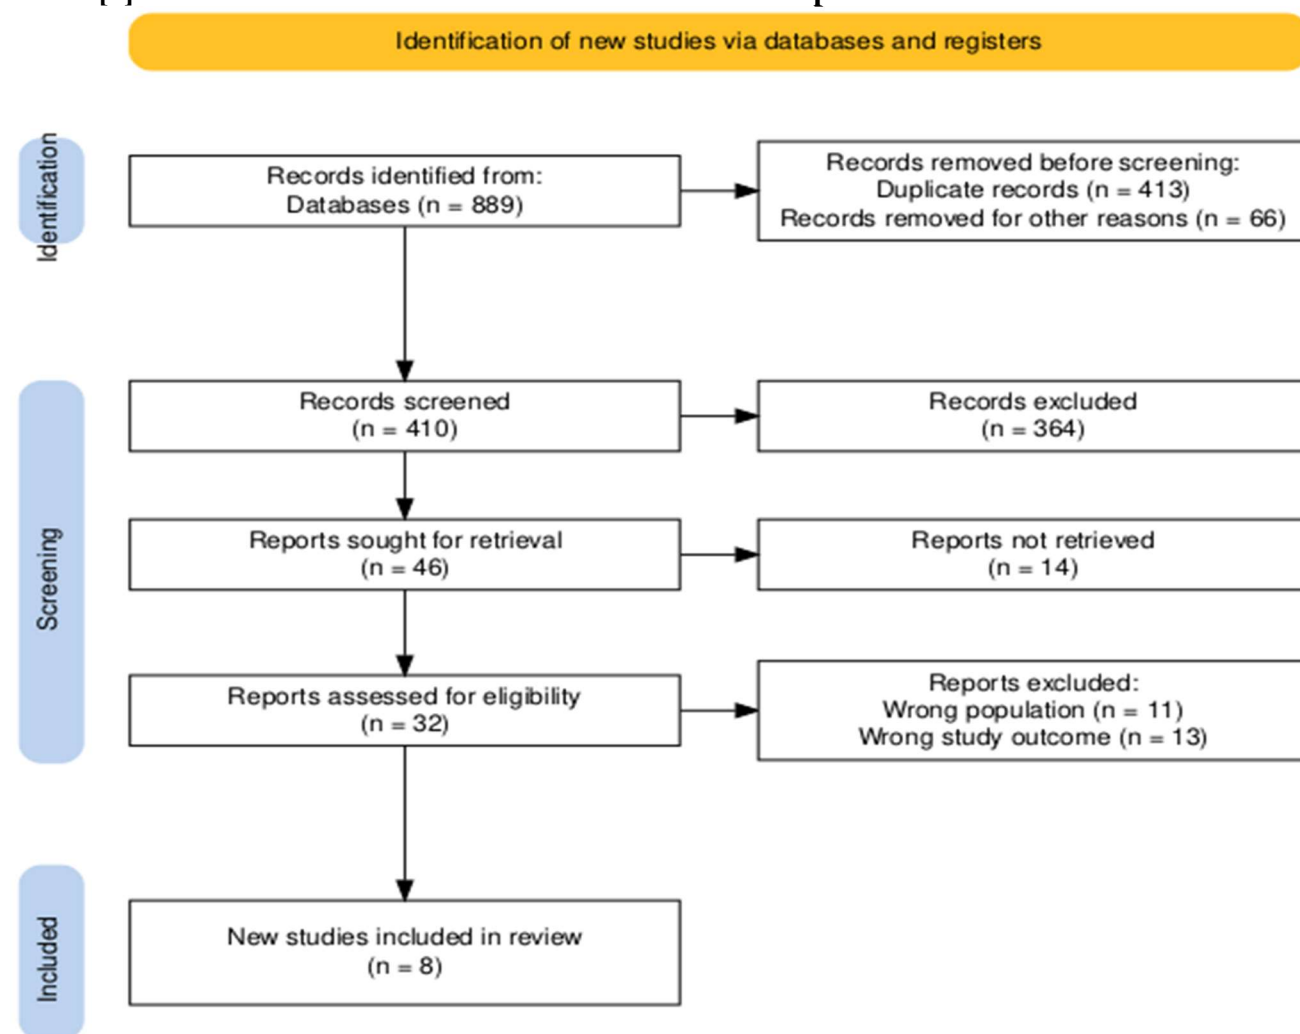 Identification of new studies via databases and registers
Identification
Records identified from:
Databases (n = 889)
Records removed before screening:
Duplicate records (n = 413)
Records removed for other reasons (n = 66)
Screening
Records screened
(n = 410)
Records excluded
(n = 364)
Reports sought for retrieval
(n = 46)
Reports not retrieved
(n = 14)
Reports assessed for eligibility
(n = 32)
Reports excluded:
Wrong population (n = 11)
Wrong study outcome (n = 13)
Included
New studies included in review
(n = 8)